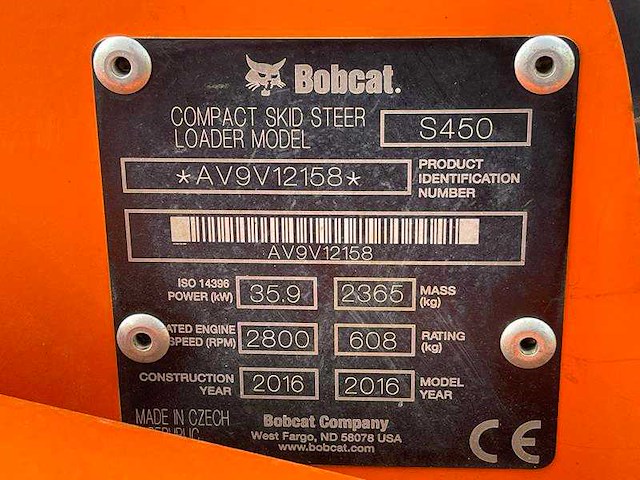 Bobcat.
COMPACT SKID STEER LOADER MODEL S450
*AV9V12158* PRODUCT IDENTIFICATION NUMBER
AV9V12158
ISO 14396 POWER (kW) 35.9 2365 MASS (kg)
ATED ENGINE SPEED (RPM) 2800 608 RATING (kg)
CONSTRUCTION YEAR 2016 2016 MODEL YEAR
MADE IN CZECH REPUBLIC
Bobcat Company
West Fargo, ND 58078 USA
www.bobcat.com
CE